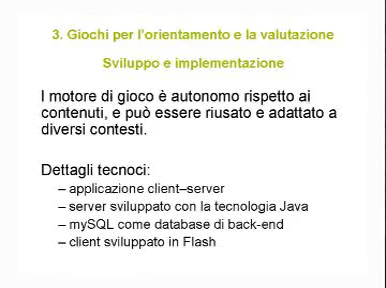 3. Giochi per l'orientamento e la valutazione
Sviluppo e implementazione
I motore di gioco è autonomo rispetto ai
contenuti, e può essere riusato e adattato a
diversi contesti.
Dettagli tecnoci:
– applicazione client–server
– server sviluppato con la tecnologia Java
– mySQL come database di back-end
– client sviluppato in Flash